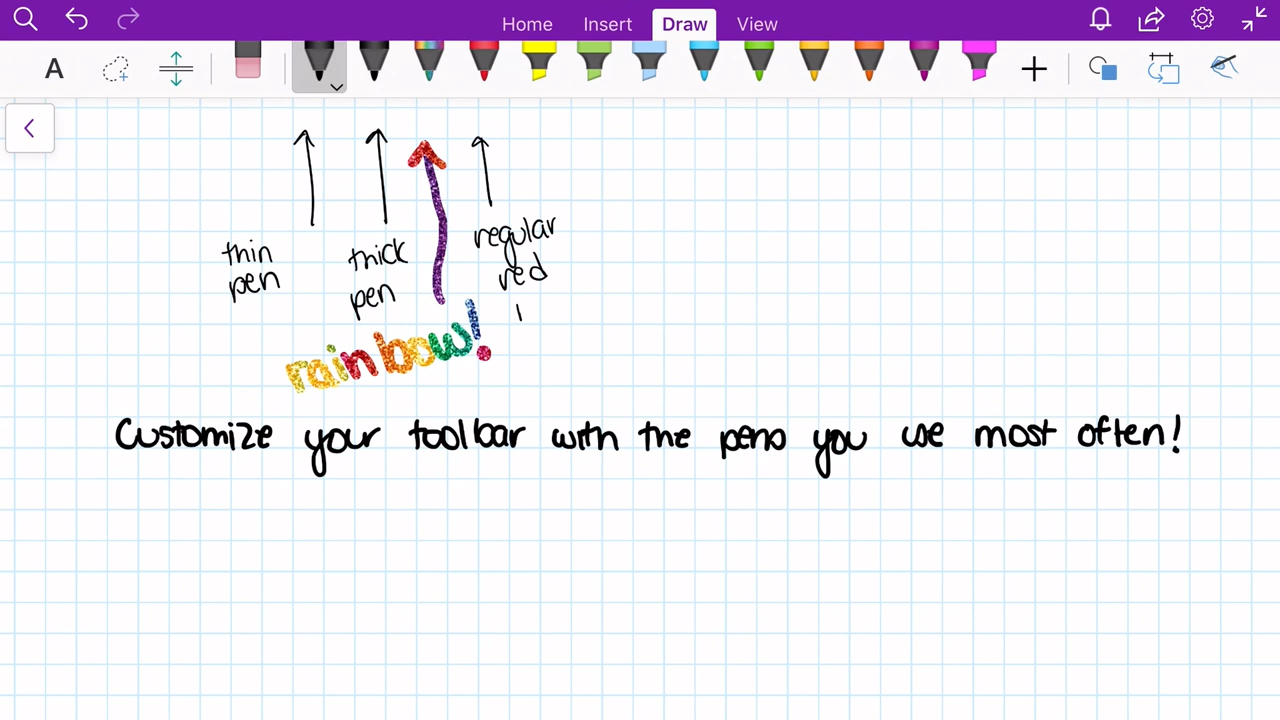 Home Insert Draw View
A
thin
pen
thick
pen
regular
red
rainbow!
Customize your toolbar with the pens you use most often!